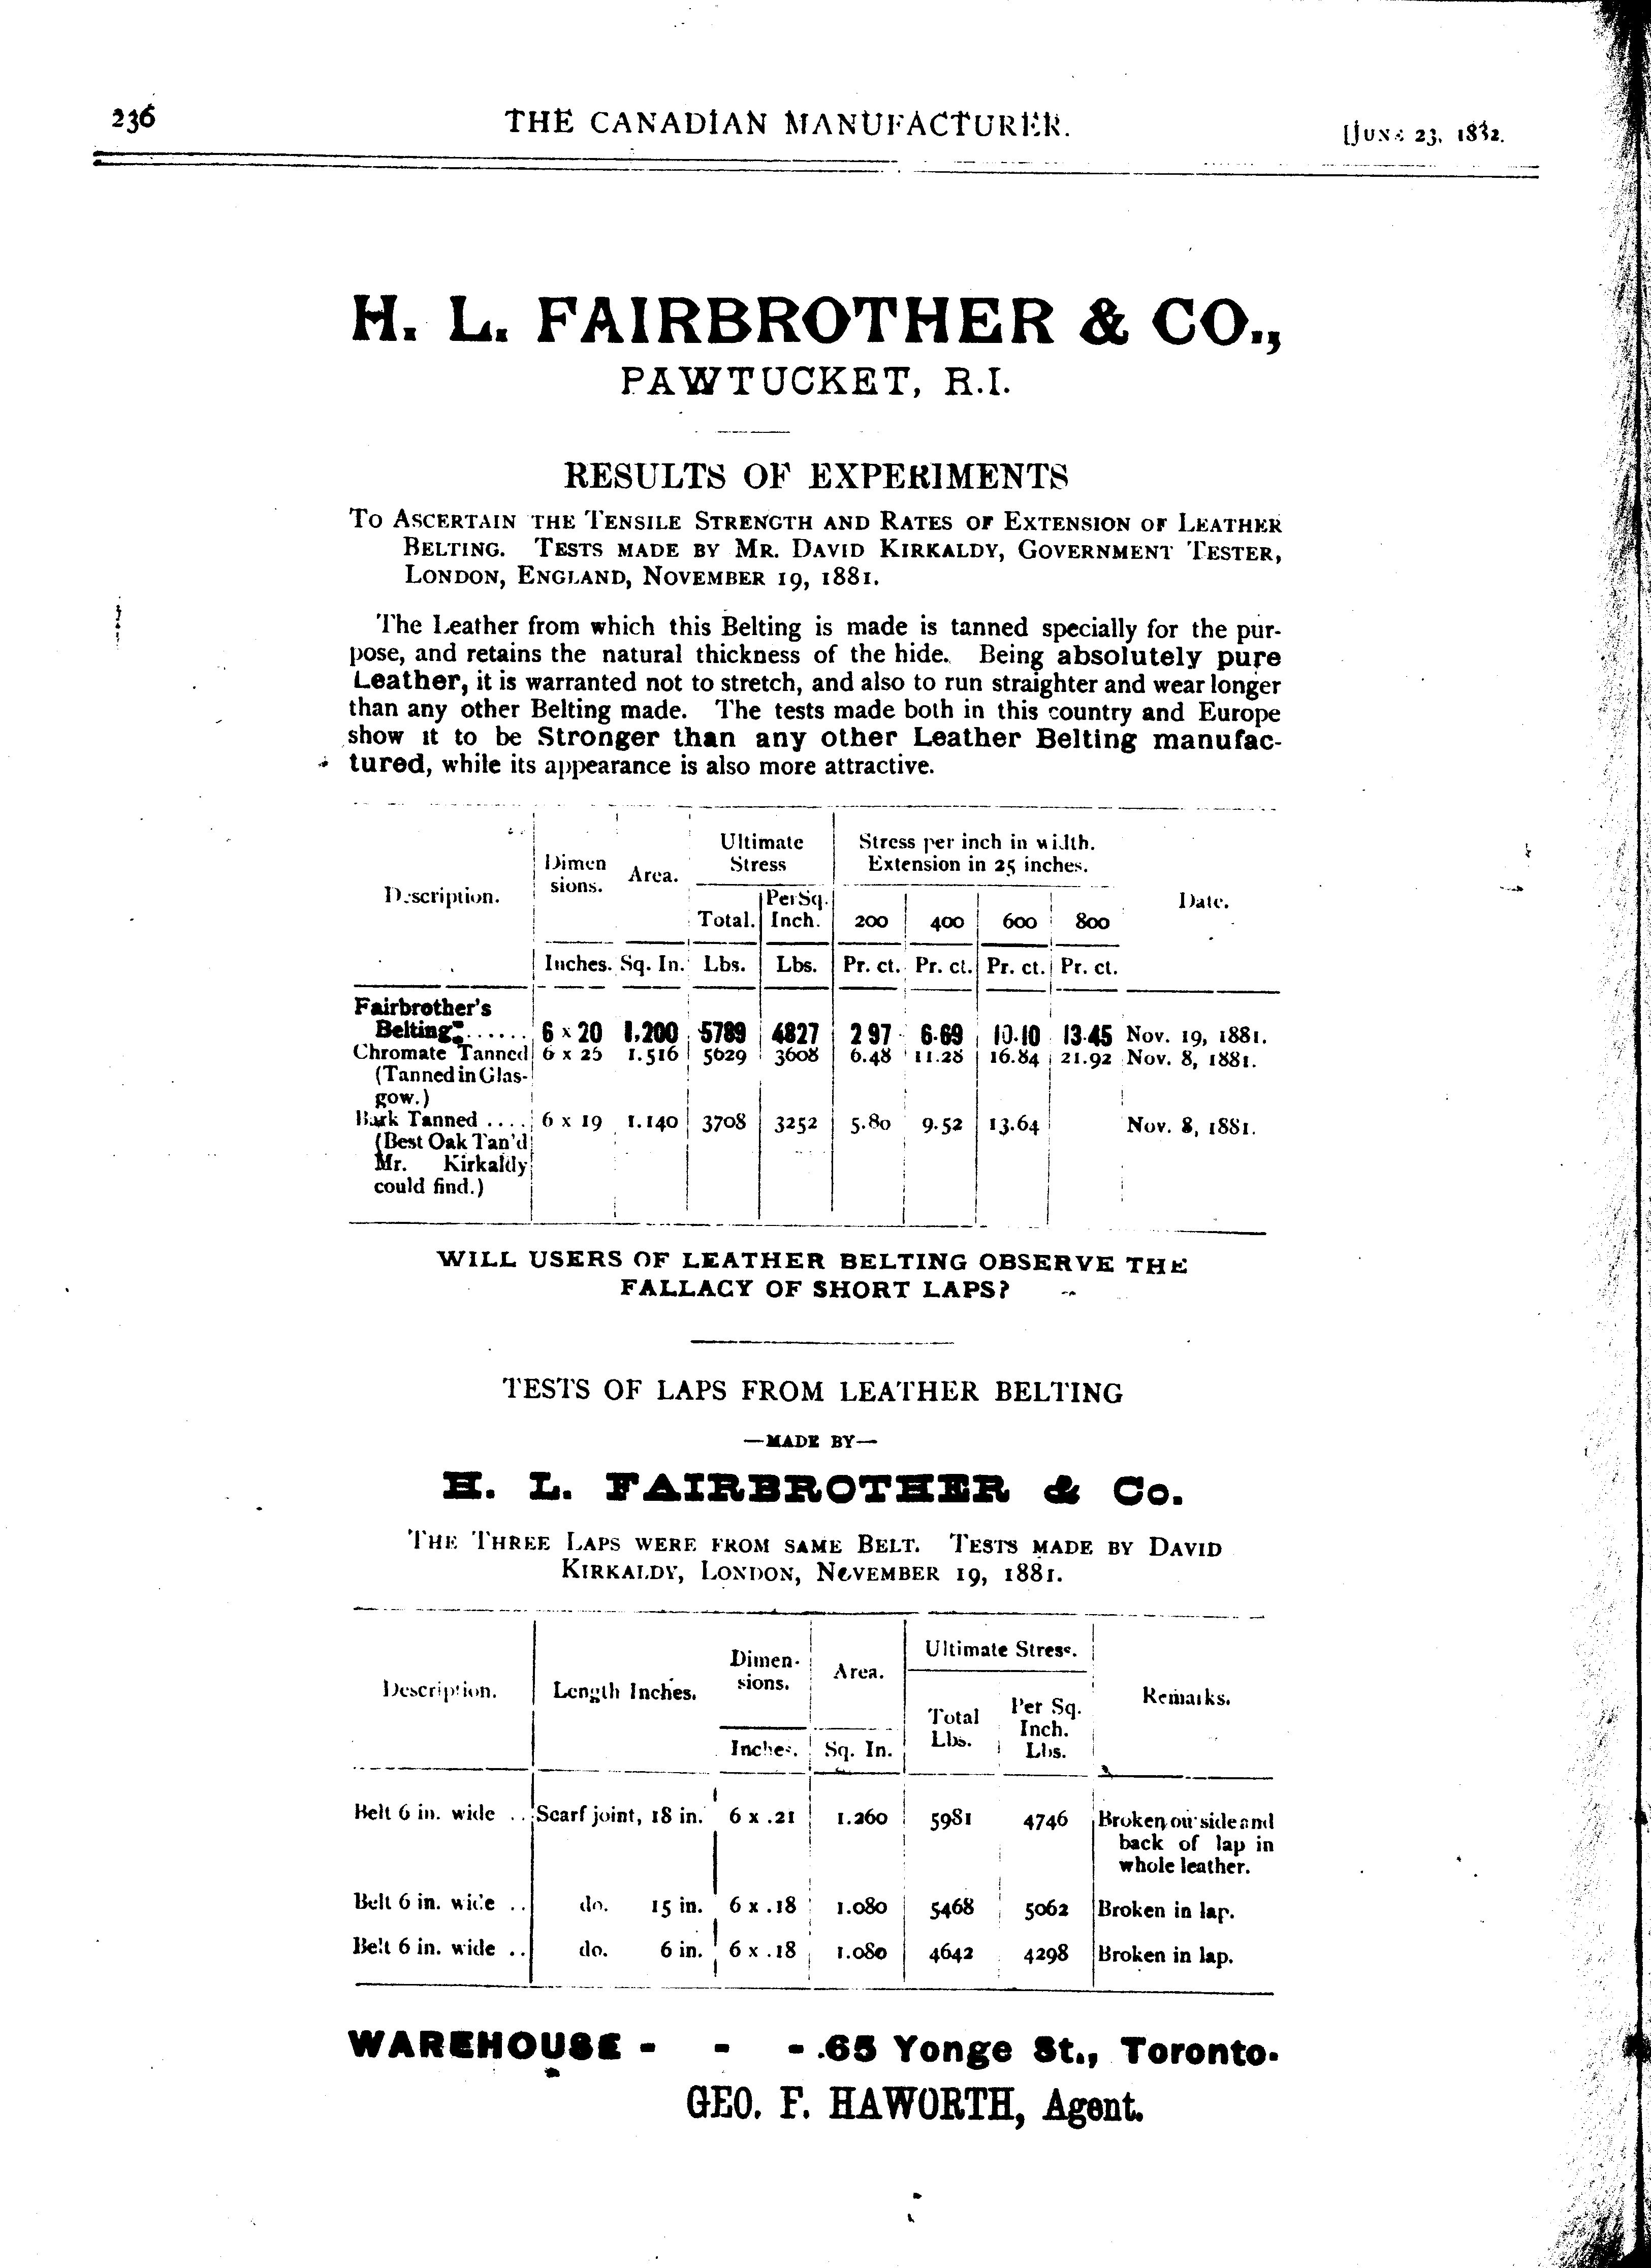 236
THE CANADIAN MANUFACTURER.
[JUNE 23, 1882.
H. L. FAIRBROTHER & CO.,
PAWTUCKET, R.I.
RESULTS OF EXPERIMENTS
TO ASCERTAIN THE TENSILE STRENGTH AND RATES OF EXTENSION OF LEATHER
BELTING. TESTS MADE BY MR. DAVID KIRKALDY, GOVERNMENT TESTER,
LONDON, ENGLAND, NOVEMBER 19, 1881.
The Leather from which this Belting is made is tanned specially for the pur-
pose, and retains the natural thickness of the hide. Being absolutely pure
Leather, it is warranted not to stretch, and also to run straighter and wear longer
than any other Belting made. The tests made both in this country and Europe
show it to be Stronger than any other Leather Belting manufac-
tured, while its appearance is also more attractive.
Description. Dimen Area. Ultimate Stress per inch in width. Date.
sions. Stress Extension in 25 inches.
Total. Per Sq. 200 400 600 800
Inch.
Inches. Sq. In. Lbs. Lbs. Pr. ct. Pr. ct. Pr. ct. Pr. ct.
Fairbrother's
Belting...... 6 x 20 1.200 5789 4827 2 97 6.69 10.10 13.45 Nov. 19, 1881.
Chromate Tanned 6 x 25 1.516 5629 3608 6.48 11.28 16.84 21.92 Nov. 8, 1881.
(Tanned in Glas-
gow.)
Bark Tanned .... 6 x 19 1.140 3708 3252 5.80 9.52 13.64 Nov. 8, 1881.
(Best Oak Tan'd
Mr. Kirkaldy
could find.)
WILL USERS OF LEATHER BELTING OBSERVE THE
FALLACY OF SHORT LAPS?
TESTS OF LAPS FROM LEATHER BELTING
—MADE BY—
H. L. FAIRBROTHER & Co.
THE THREE LAPS WERE FROM SAME BELT. TESTS MADE BY DAVID
KIRKALDY, LONDON, NOVEMBER 19, 1881.
Description. Length Inches. Dimen- Area. Ultimate Stress. Remarks.
sions.
Total Per Sq.
Lbs. Inch.
Inches. Sq. In. Lbs.
Belt 6 in. wide .. Scarf joint, 18 in. 6 x .21 1.260 5981 4746 Broken on side and
back of lap in
whole leather.
Belt 6 in. wide .. do. 15 in. 6 x .18 1.080 5468 5062 Broken in lap.
Belt 6 in. wide .. do. 6 in. 6 x .18 1.080 4642 4298 Broken in lap.
WAREHOUSE - - - 65 Yonge St., Toronto.
GEO. F. HAWORTH, Agent.